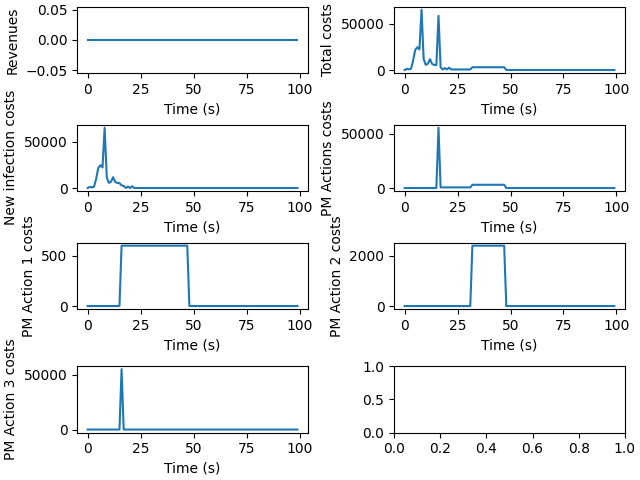 Revenues
0.05
0.00
−0.05
0 25 50 75 100
Time (s)
Total costs
50000
0
0 25 50 75 100
Time (s)
New infection costs
50000
0
0 25 50 75 100
Time (s)
PM Actions costs
50000
0
0 25 50 75 100
Time (s)
PM Action 1 costs
500
0
0 25 50 75 100
Time (s)
PM Action 2 costs
2000
0
0 25 50 75 100
Time (s)
PM Action 3 costs
50000
0
0 25 50 75 100
Time (s)
1.0
0.5
0.0
0.0 0.2 0.4 0.6 0.8 1.0